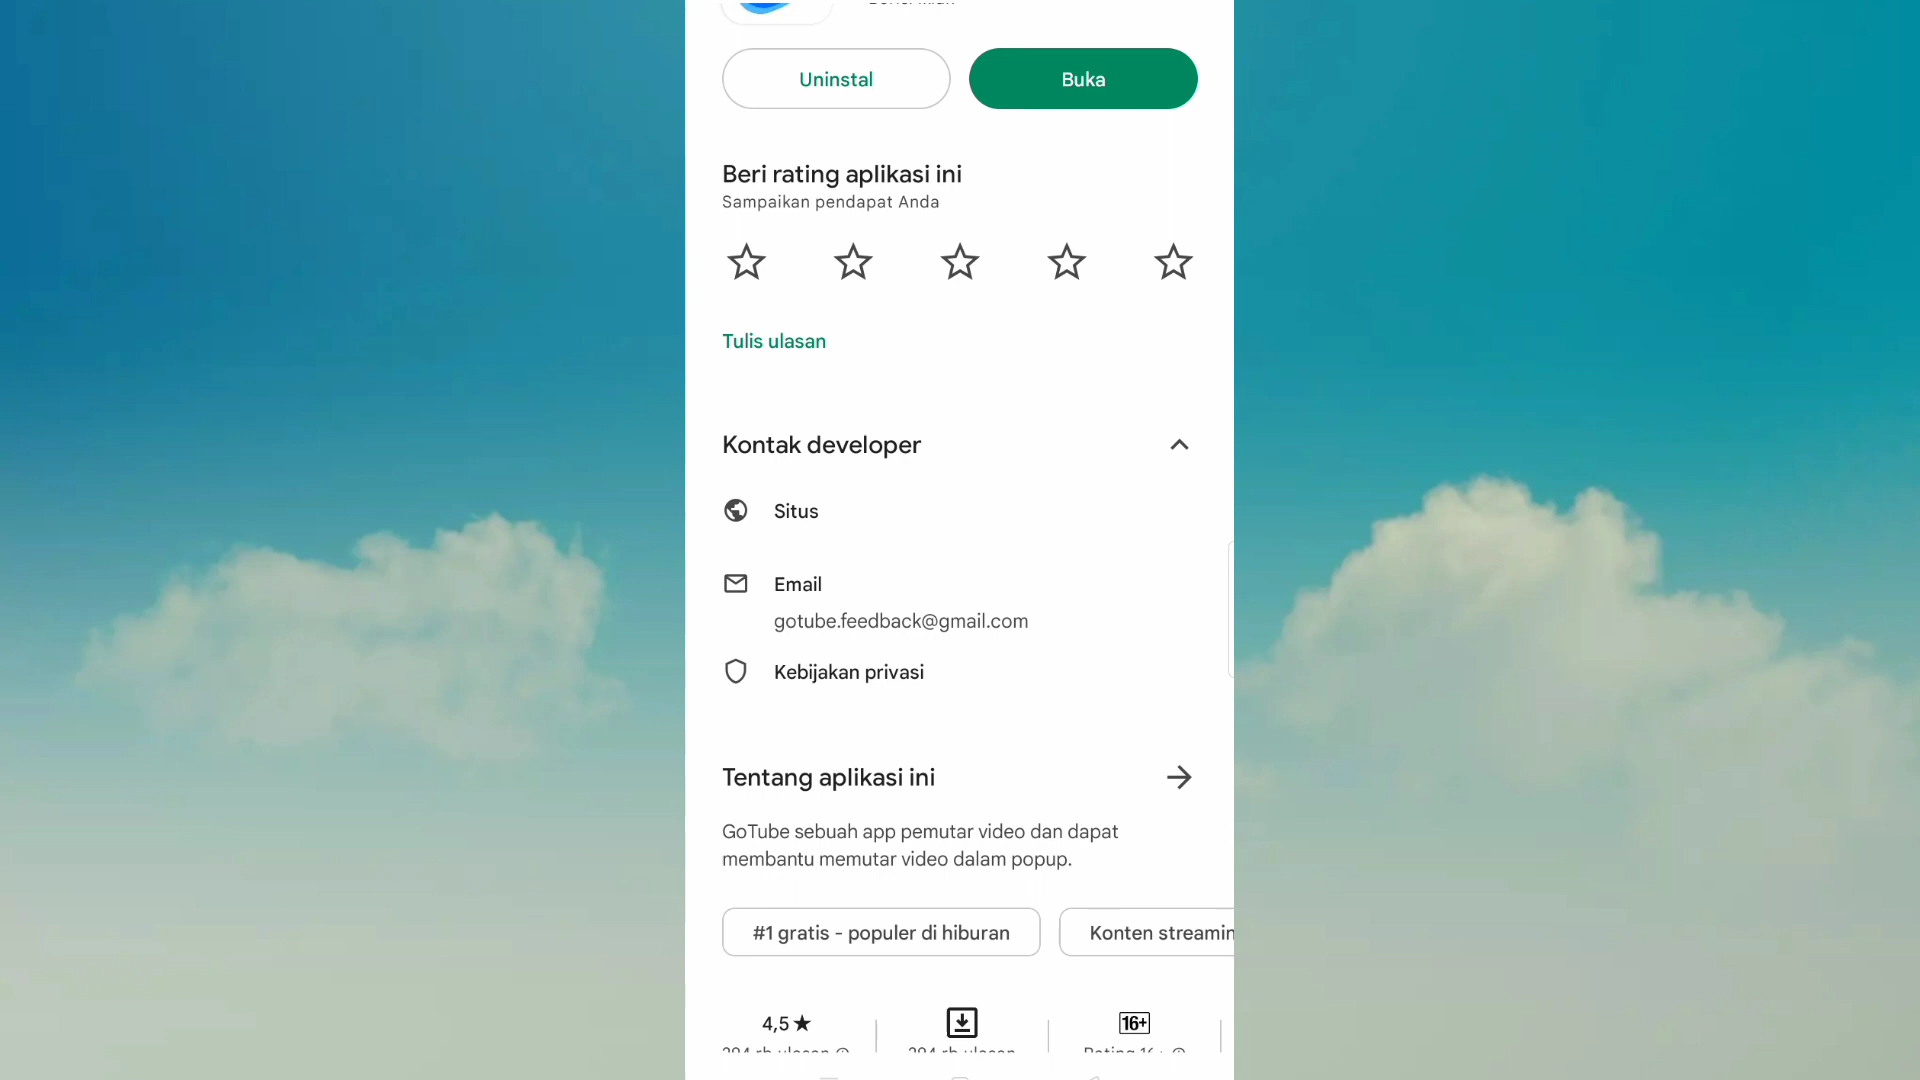 Uninstal
Buka
Beri rating aplikasi ini
Sampaikan pendapat Anda
Tulis ulasan
Kontak developer
Situs
Email
gotube.feedback@gmail.com
Kebijakan privasi
Tentang aplikasi ini
GoTube sebuah app pemutar video dan dapat
membantu memutar video dalam popup.
#1 gratis - populer di hiburan
Konten streamin
4,5★
16+